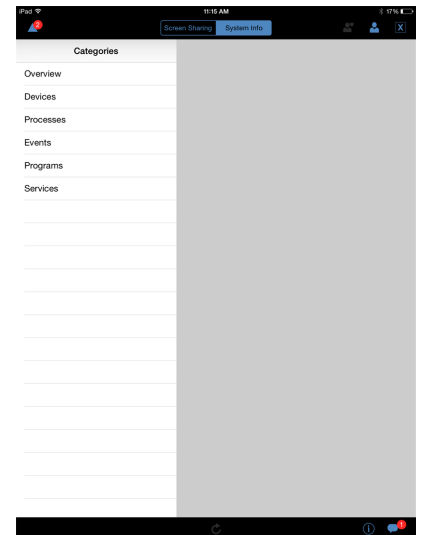 iPad 11:15 AM 17%
2
Screen Sharing System Info X
Categories
Overview
Devices
Processes
Events
Programs
Services
i 1